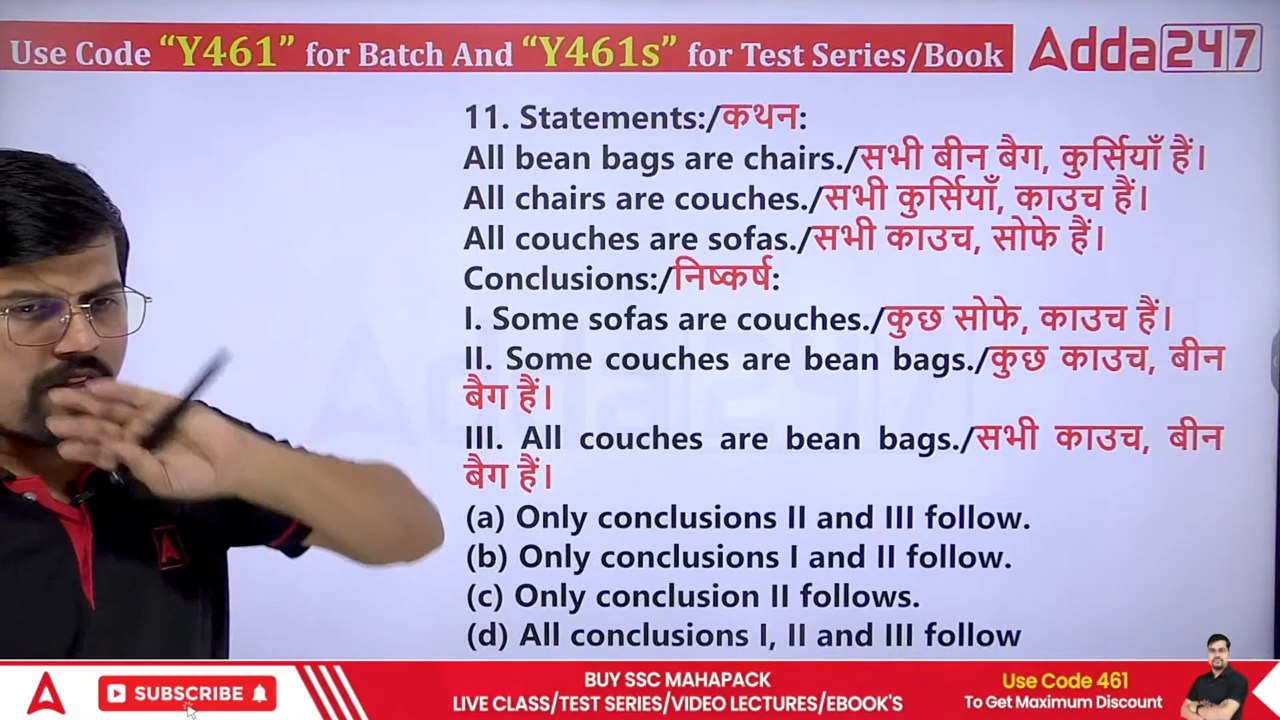 Use Code “Y461” for Batch And “Y461s” for Test Series/Book
Adda247
11. Statements:/कथन:
All bean bags are chairs./सभी बीन बैग, कुर्सियाँ हैं।
All chairs are couches./सभी कुर्सियाँ, काउच हैं।
All couches are sofas./सभी काउच, सोफे हैं।
Conclusions:/निष्कर्ष:
I. Some sofas are couches./कुछ सोफे, काउच हैं।
II. Some couches are bean bags./कुछ काउच, बीन
बैग हैं।
III. All couches are bean bags./सभी काउच, बीन
बैग हैं।
(a) Only conclusions II and III follow.
(b) Only conclusions I and II follow.
(c) Only conclusion II follows.
(d) All conclusions I, II and III follow
SUBSCRIBE
BUY SSC MAHAPACK
LIVE CLASS/TEST SERIES/VIDEO LECTURES/EBOOK'S
Use Code 461
To Get Maximum Discount